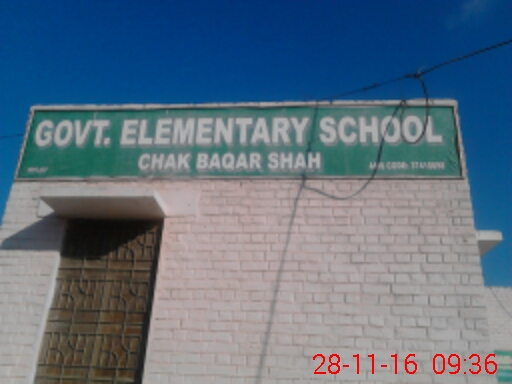 GOVT. ELEMENTARY SCHOOL
CHAK BAQAR SHAH
28-11-16 09:36